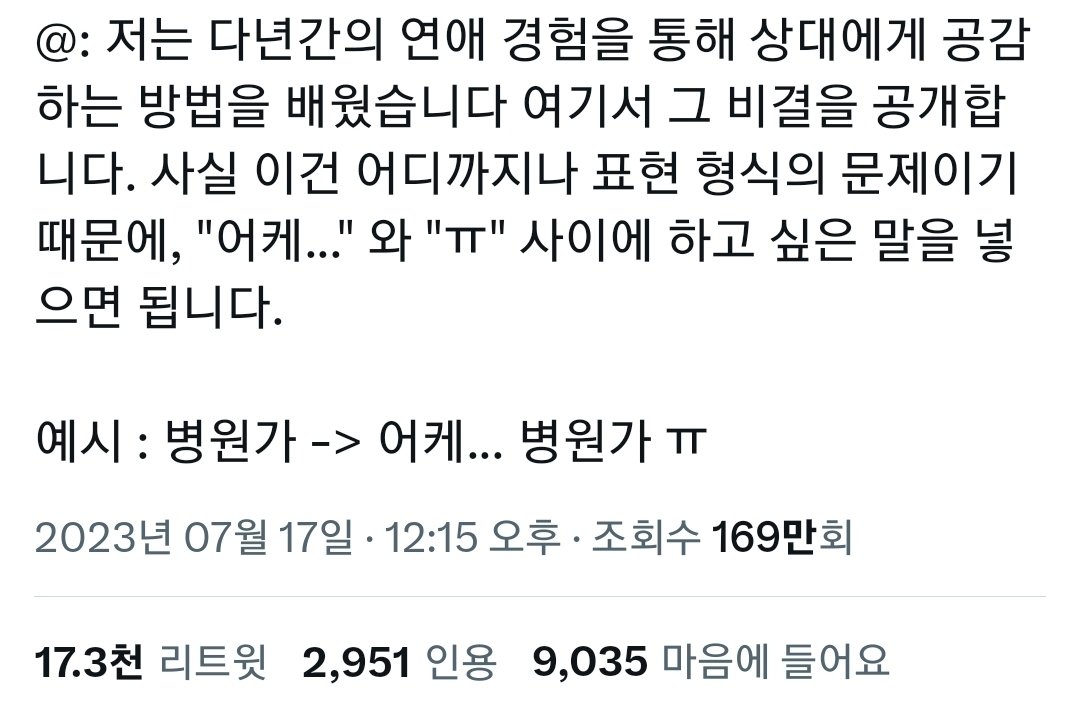 @: 저는 다년간의 연애 경험을 통해 상대에게 공감
하는 방법을 배웠습니다 여기서 그 비결을 공개합
니다. 사실 이건 어디까지나 표현 형식의 문제이기
때문에, "어케..." 와 "ㅠ" 사이에 하고 싶은 말을 넣
으면 됩니다.
예시 : 병원가 -> 어케... 병원가 ㅠ
2023년 07월 17일 · 12:15 오후 · 조회수 169만회
17.3천 리트윗 2,951 인용 9,035 마음에 들어요